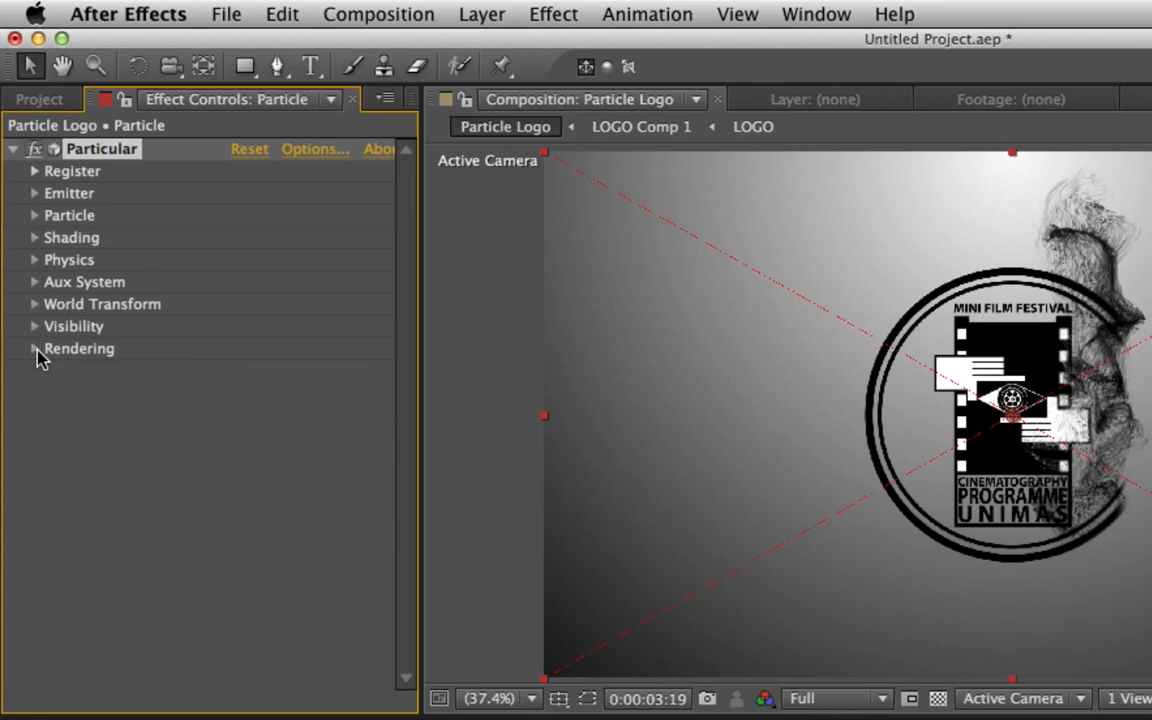 After Effects File Edit Composition Layer Effect Animation View Window Help
Untitled Project.aep *
Project Effect Controls: Particle Composition: Particle Logo Layer: (none) Footage: (none)
Particle Logo • Particle
Particle Logo LOGO Comp 1 LOGO
fx Particular Reset Options... Abou
Active Camera
Register
Emitter
Particle
Shading
Physics
Aux System
World Transform
Visibility
Rendering
MINI FILM FESTIVAL
CINEMATOGRAPHY
PROGRAMME
UNIMAS
(37.4%) 0:00:03:19 Full Active Camera 1 View